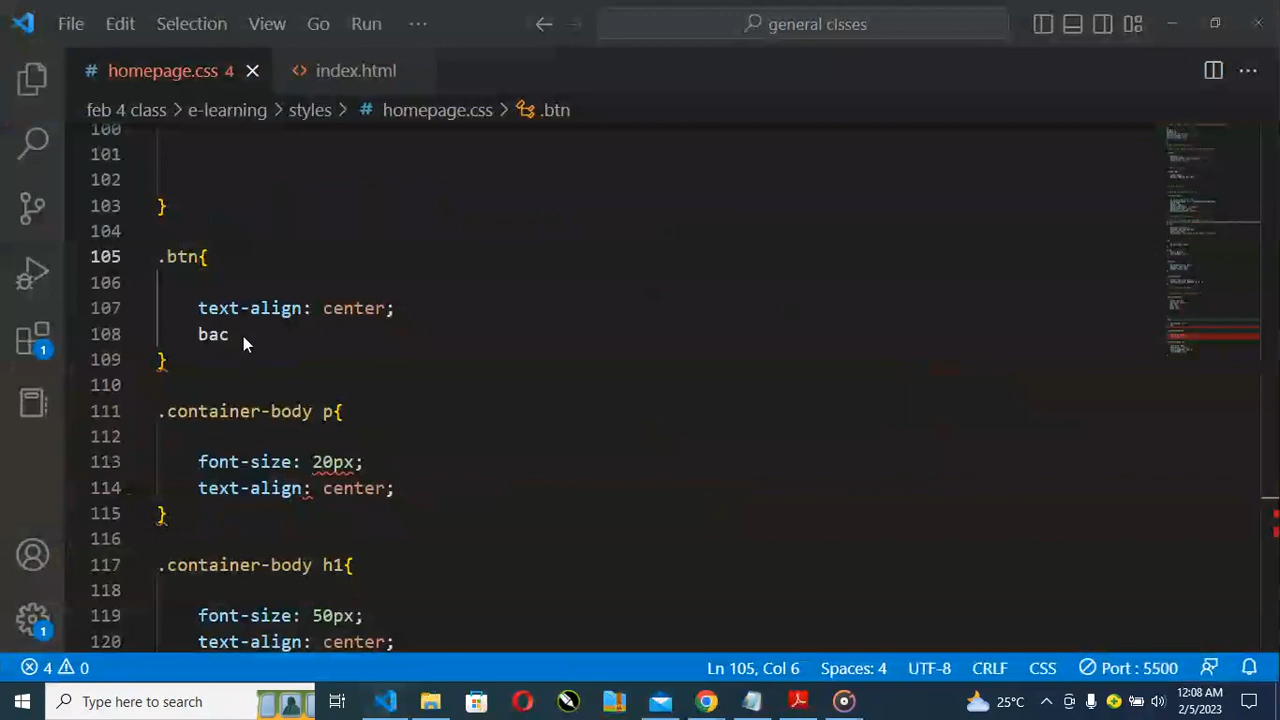 File Edit Selection View Go Run ··· general clsses
# homepage.css 4 <> index.html
feb 4 class > e-learning > styles > # homepage.css > .btn
100
101
102
103 }
104
105 .btn{
106
107 text-align: center;
108 bac
109 }
110
111 .container-body p{
112
113 font-size: 20px;
114 text-align: center;
115 }
116
117 .container-body h1{
118
119 font-size: 50px;
120 text-align: center;
1
1
4 0 Ln 105, Col 6 Spaces: 4 UTF-8 CRLF CSS Port : 5500
Type here to search 25°C 12:08 AM
2/5/2023